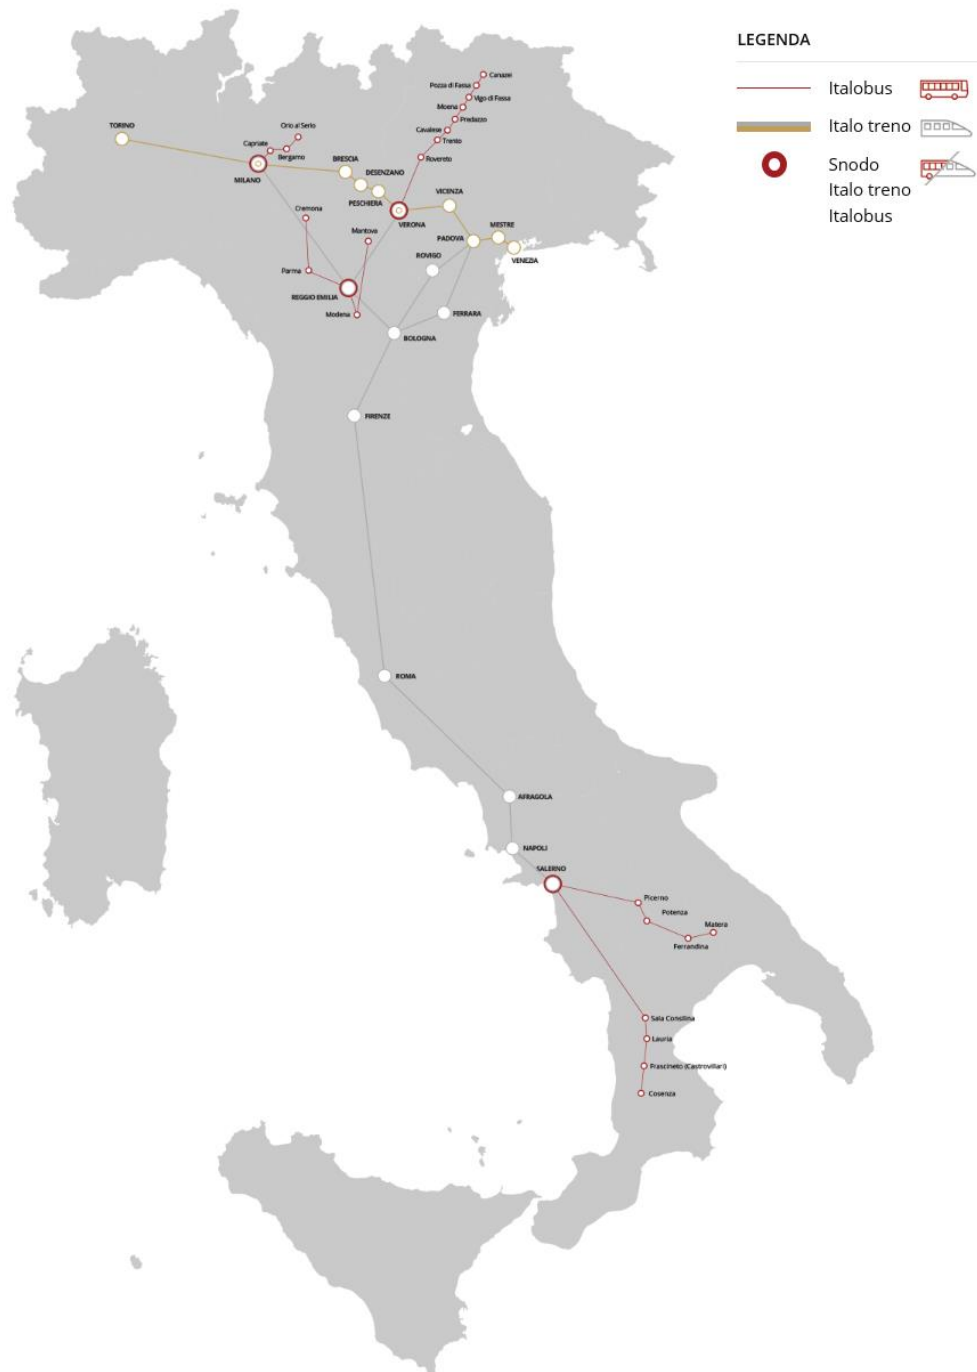 LEGENDA
Italobus
Italo treno
Snodo
Italo treno
Italobus
Canazei
Pozza di Fassa
Vigo di Fassa
Moena
Predazzo
Cavalese
Trento
Rovereto
TORINO
Orio al Serio
Capriate
Bergamo
MILANO
BRESCIA
DESENZANO
PESCHIERA
VICENZA
VERONA
Cremona
Mantova
PADOVA
MESTRE
VENEZIA
ROVIGO
Parma
REGGIO EMILIA
Modena
FERRARA
BOLOGNA
FIRENZE
ROMA
AFRAGOLA
NAPOLI
SALERNO
Picerno
Potenza
Matera
Ferrandina
Sala Consilina
Lauria
Frascineto (Castrovillari)
Cosenza